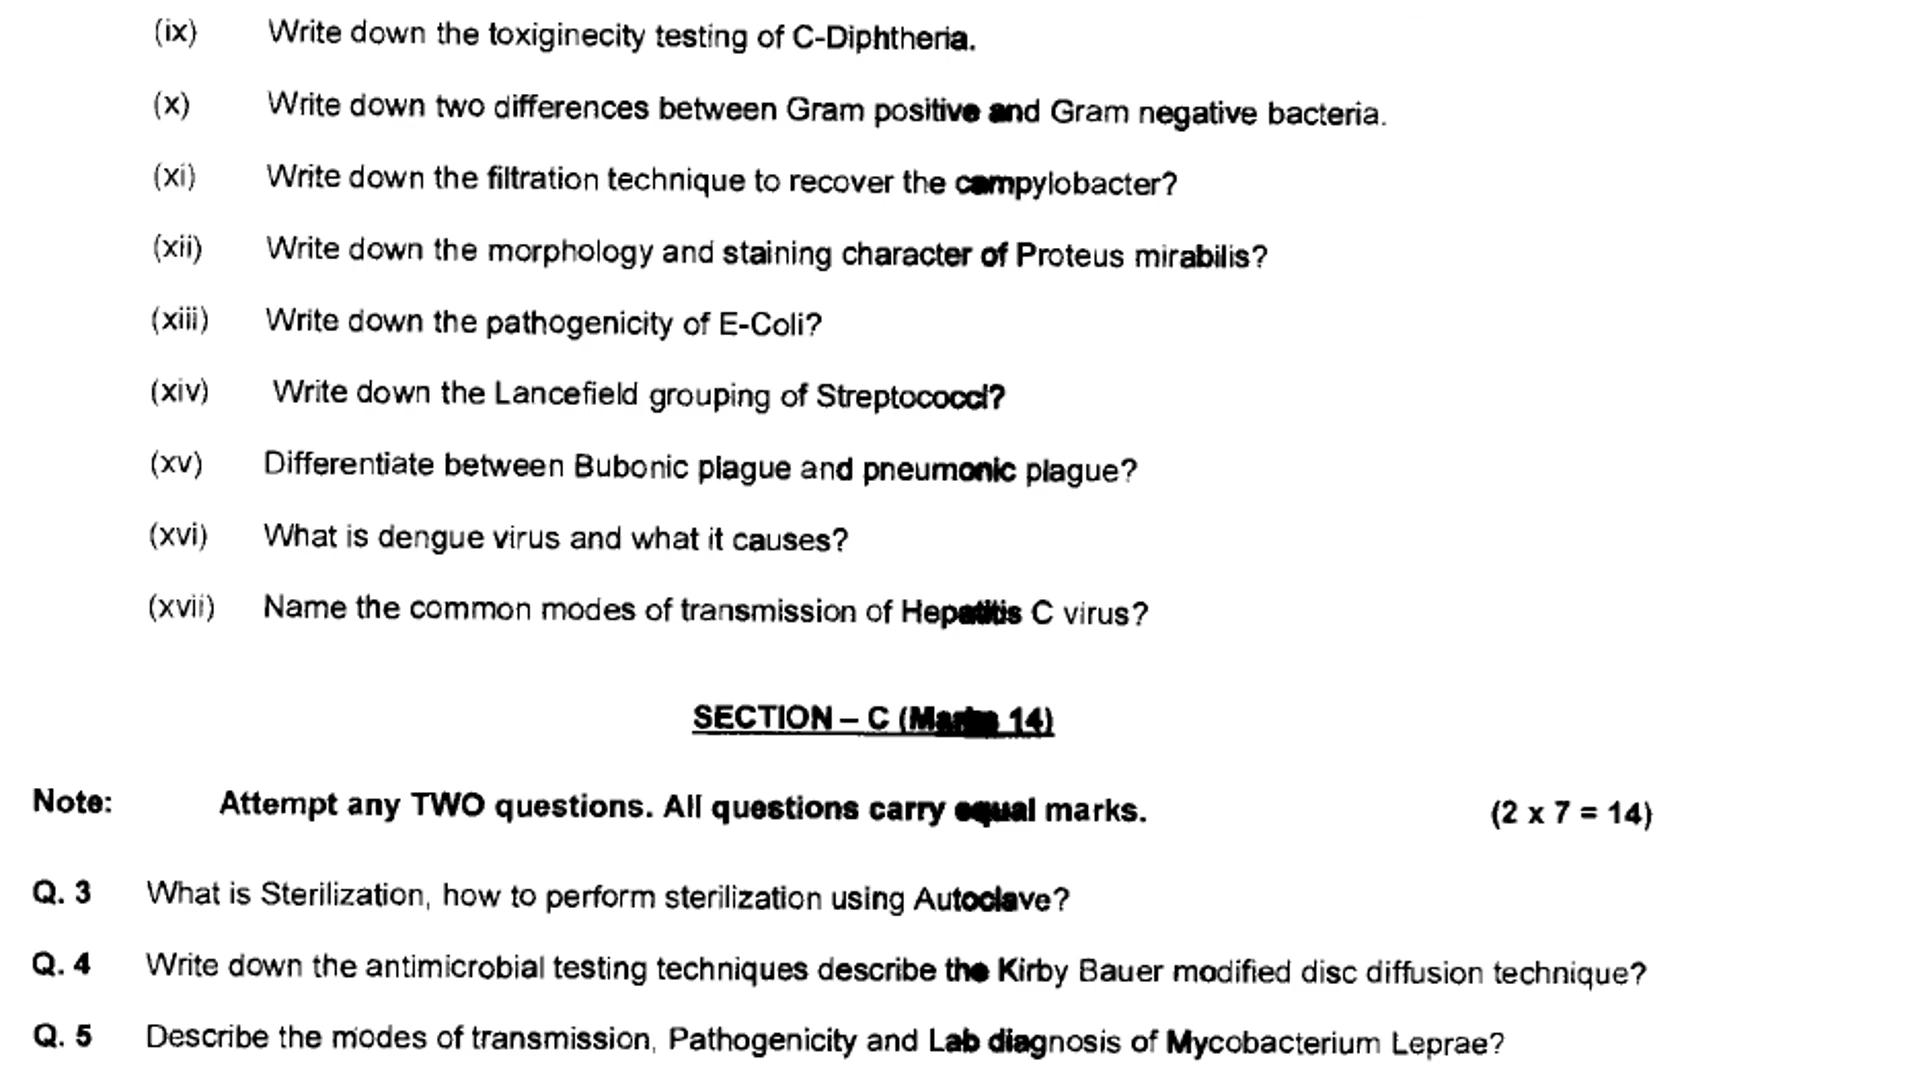 (ix) Write down the toxiginecity testing of C-Diphtheria.
(x) Write down two differences between Gram positive and Gram negative bacteria.
(xi) Write down the filtration technique to recover the campylobacter?
(xii) Write down the morphology and staining character of Proteus mirabilis?
(xiii) Write down the pathogenicity of E-Coli?
(xiv) Write down the Lancefield grouping of Streptococci?
(xv) Differentiate between Bubonic plague and pneumonic plague?
(xvi) What is dengue virus and what it causes?
(xvii) Name the common modes of transmission of Hepatitis C virus?
SECTION – C (Marks 14)
Note: Attempt any TWO questions. All questions carry equal marks. (2 x 7 = 14)
Q. 3 What is Sterilization, how to perform sterilization using Autoclave?
Q. 4 Write down the antimicrobial testing techniques describe the Kirby Bauer modified disc diffusion technique?
Q. 5 Describe the modes of transmission, Pathogenicity and Lab diagnosis of Mycobacterium Leprae?